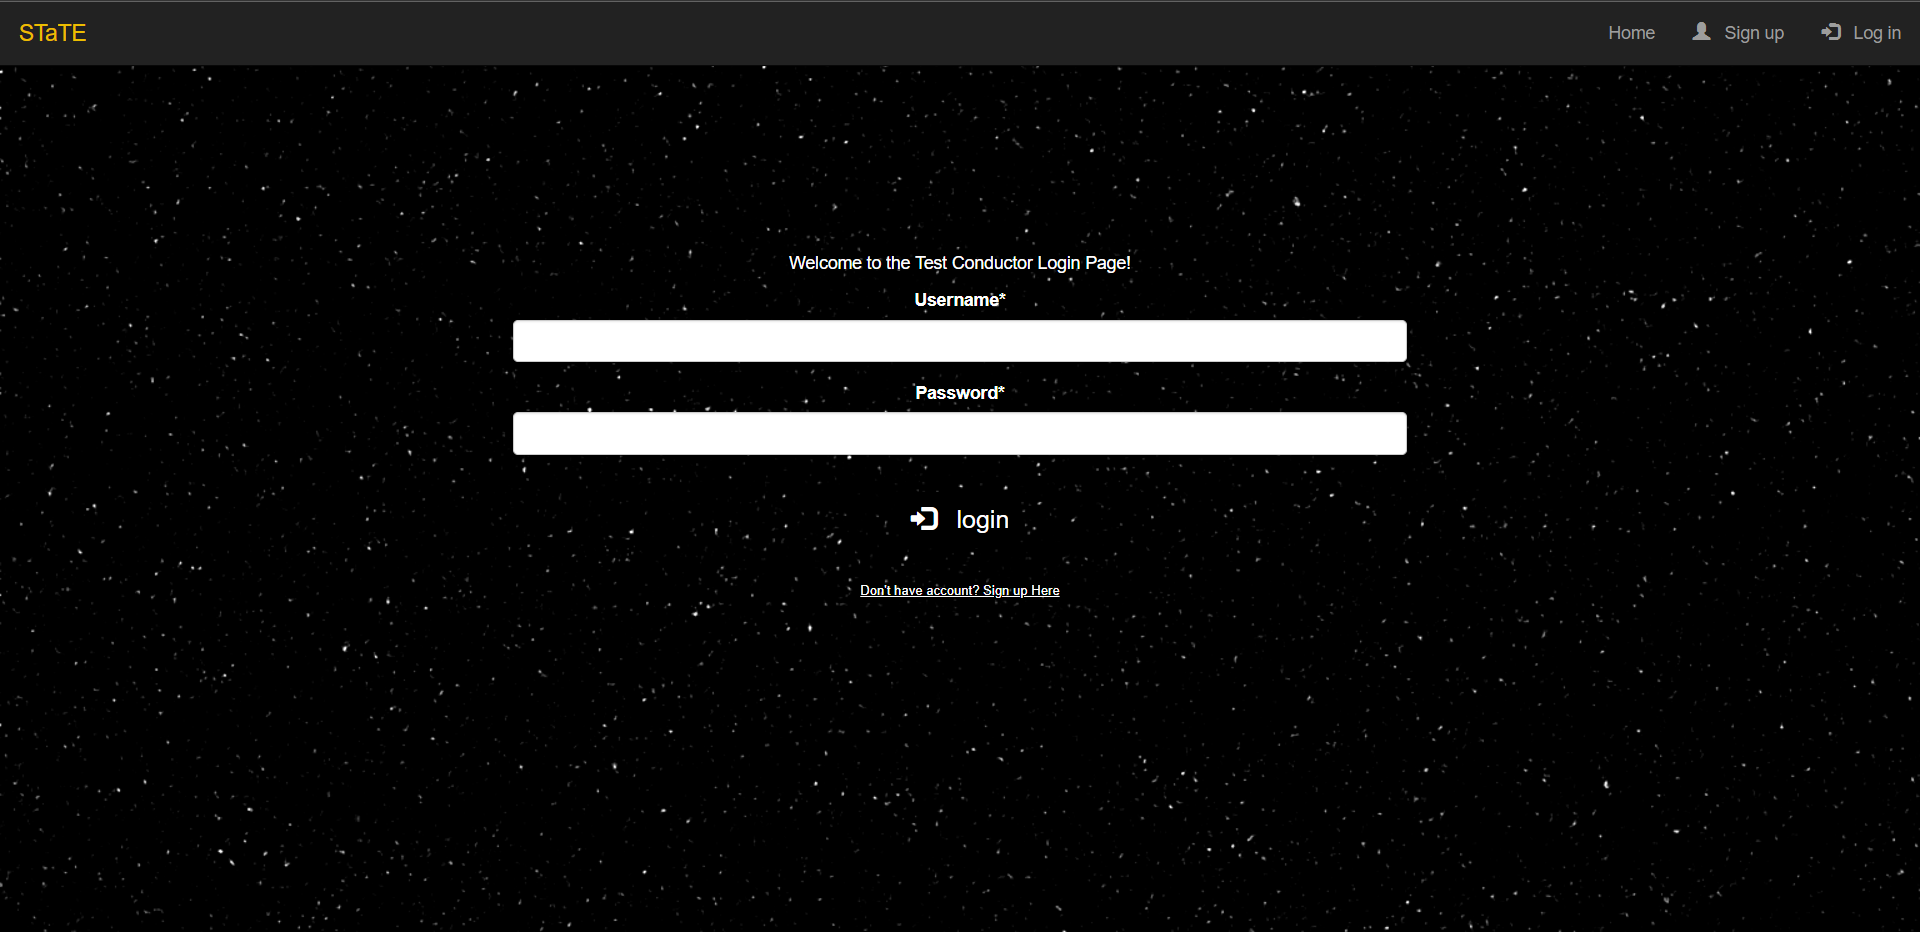 STaTE
Home Sign up Log in
Welcome to the Test Conductor Login Page!
Username*
Password*
login
Don't have account? Sign up Here